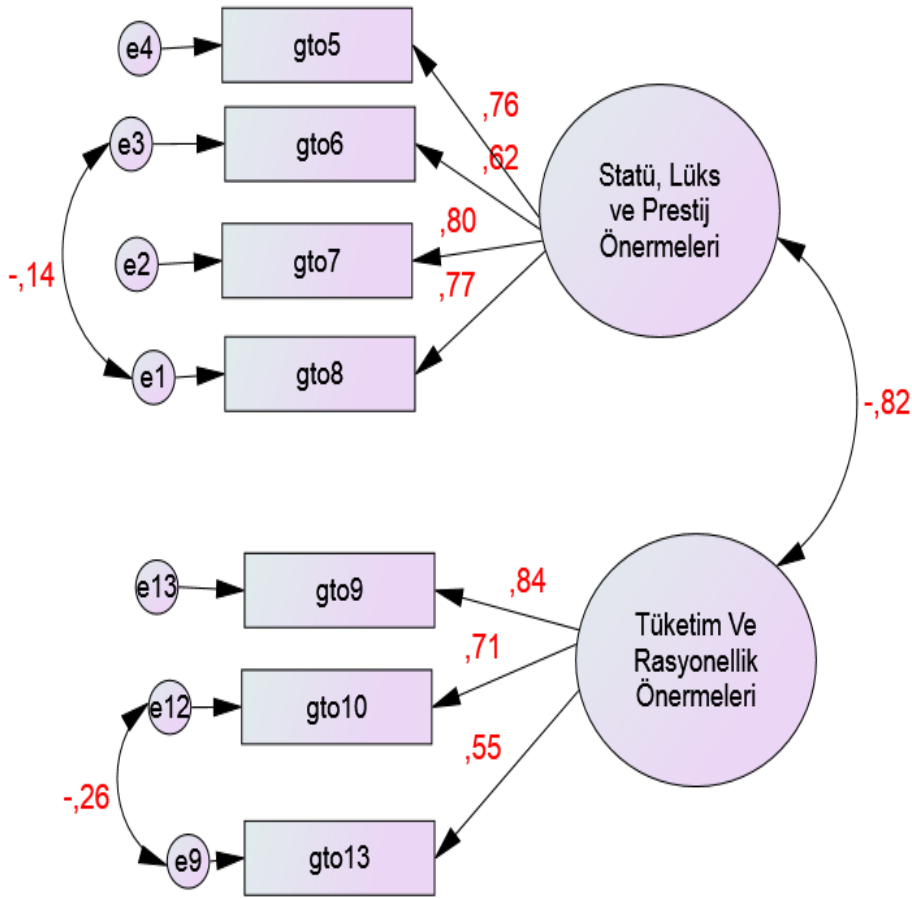 e4
gto5
,76
e3
gto6
,62
Statü, Lüks
ve Prestij
Önermeleri
,80
e2
gto7
-,14
,77
e1
gto8
-,82
e13
gto9
,84
Tüketim Ve
Rasyonellik
Önermeleri
,71
e12
gto10
,55
-,26
e9
gto13